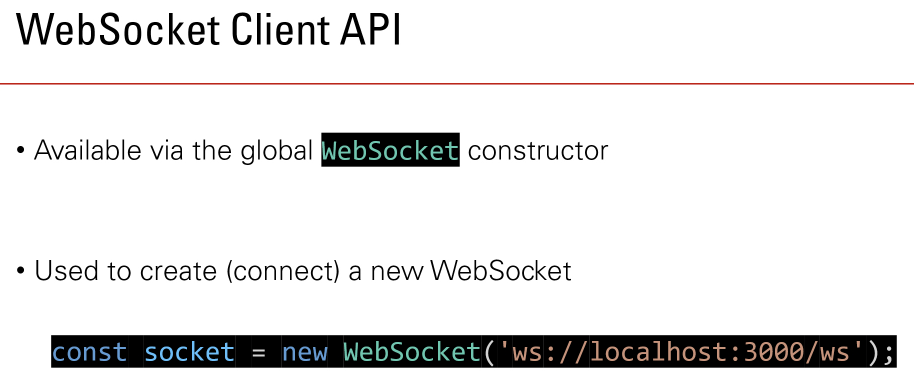 WebSocket Client API
• Available via the global WebSocket constructor
• Used to create (connect) a new WebSocket
const socket = new WebSocket('ws://localhost:3000/ws');